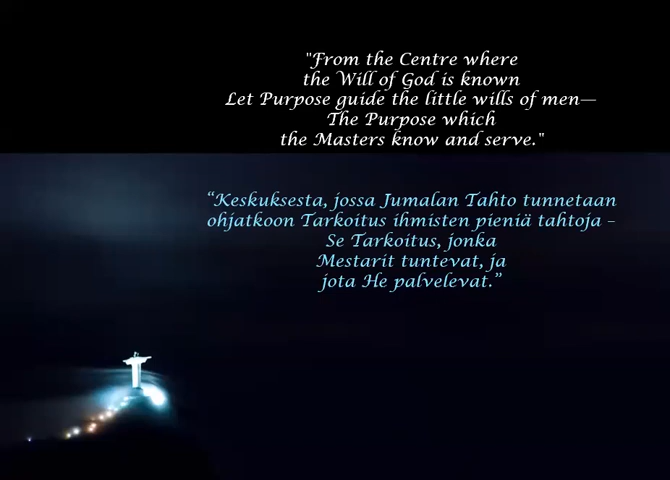 "From the Centre where
the Will of God is known
Let Purpose guide the little wills of men—
The Purpose which
the Masters know and serve."
“Keskuksesta, jossa Jumalan Tahto tunnetaan
ohjatkoon Tarkoitus ihmisten pieniä tahtoja –
Se Tarkoitus, jonka
Mestarit tuntevat, ja
jota He palvelevat.”